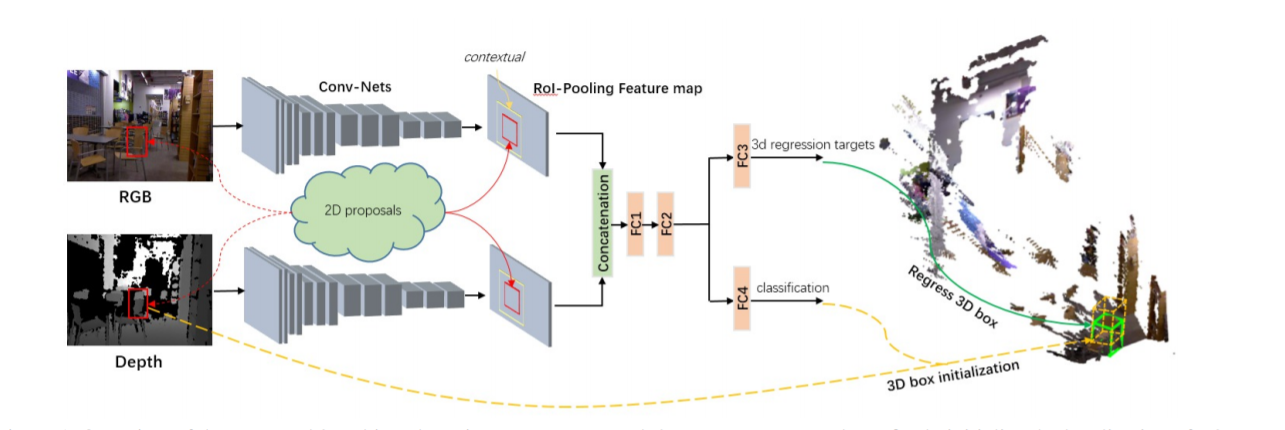 contextual
Conv-Nets
RoI-Pooling Feature map
RGB
2D proposals
Concatenation
FC1
FC2
FC3
3d regression targets
FC4
classification
Regress 3D box
3D box initialization
Depth